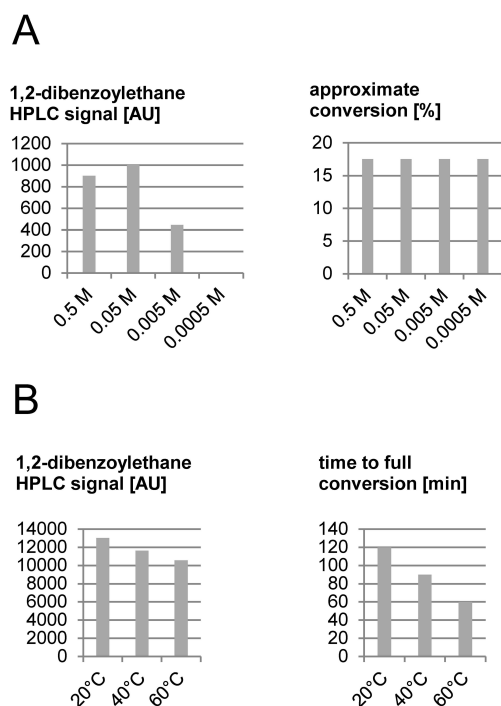 A
1,2-dibenzoylethane
HPLC signal [AU]
1200
1000
800
600
400
200
0
0.5 M
0.05 M
0.005 M
0.0005 M
approximate
conversion [%]
20
15
10
5
0
0.5 M
0.05 M
0.005 M
0.0005 M
B
1,2-dibenzoylethane
HPLC signal [AU]
14000
12000
10000
8000
6000
4000
2000
0
20°C
40°C
60°C
time to full
conversion [min]
140
120
100
80
60
40
20
0
20°C
40°C
60°C